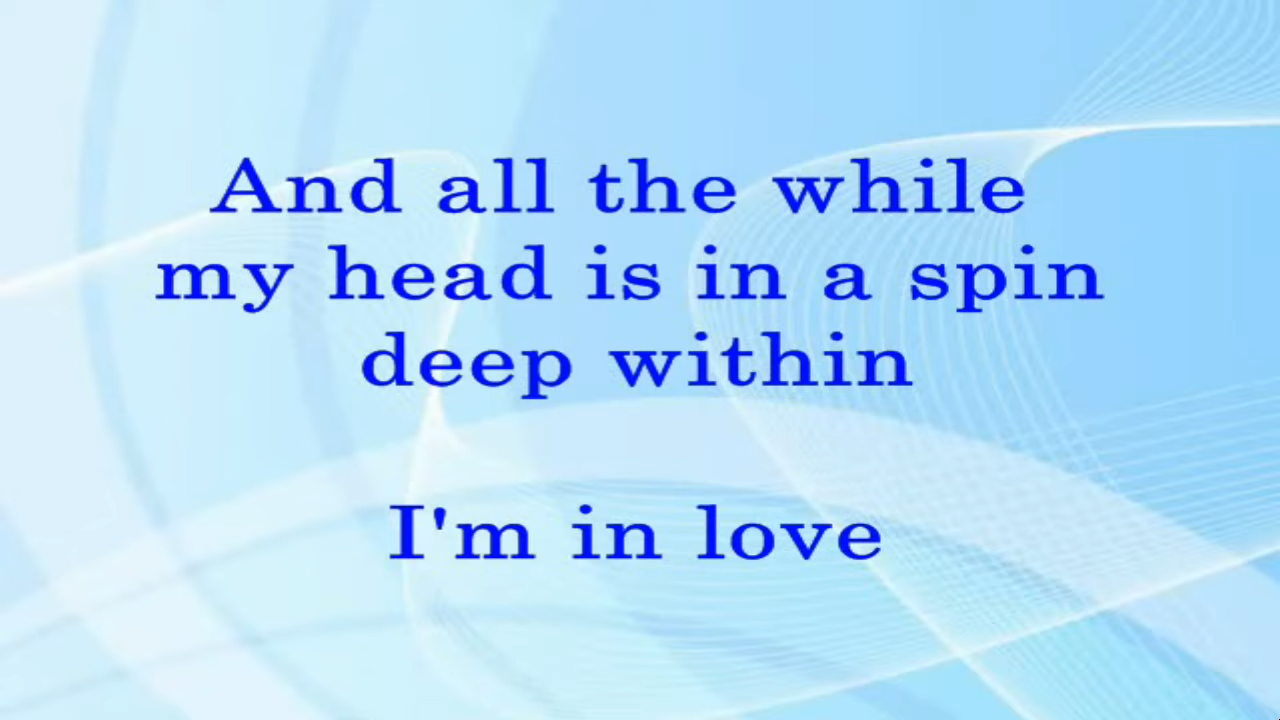 And all the while
my head is in a spin
deep within
I'm in love